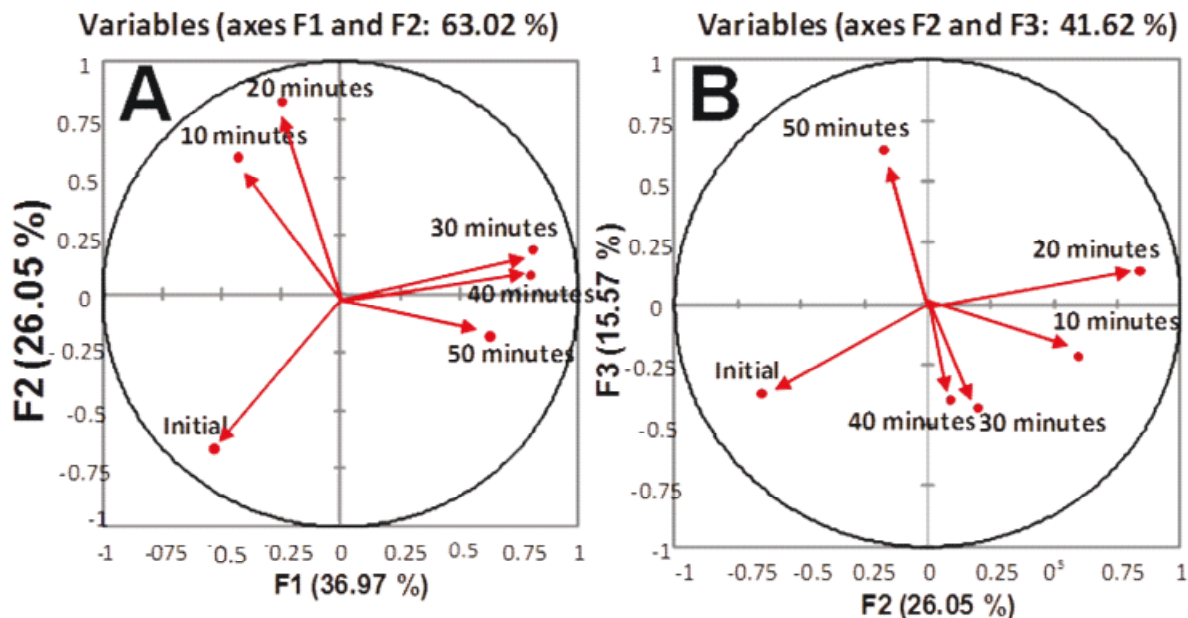 Variables (axes F1 and F2: 63.02 %)
A
1
0.75
0.5
0.25
0
- 0.25
-0.5
-0.75
-1
F2 (26.05 %)
20 minutes
10 minutes
30 minutes
40 minutes
50 minutes
Initial
-1 -075 -0.5 0.25 0 0.25 0.5 0.75 1
F1 (36.97 %)
Variables (axes F2 and F3: 41.62 %)
B
1
0.75
0.5
0.25
0
-0.25
-0.5
-0.75
-1
F3 (15.57 %)
50 minutes
20 minutes
10 minutes
Initial
40 minutes
30 minutes
-1 -0.75 -0.5 0.25 0 0.25 0⁵ 0.75 1
F2 (26.05 %)